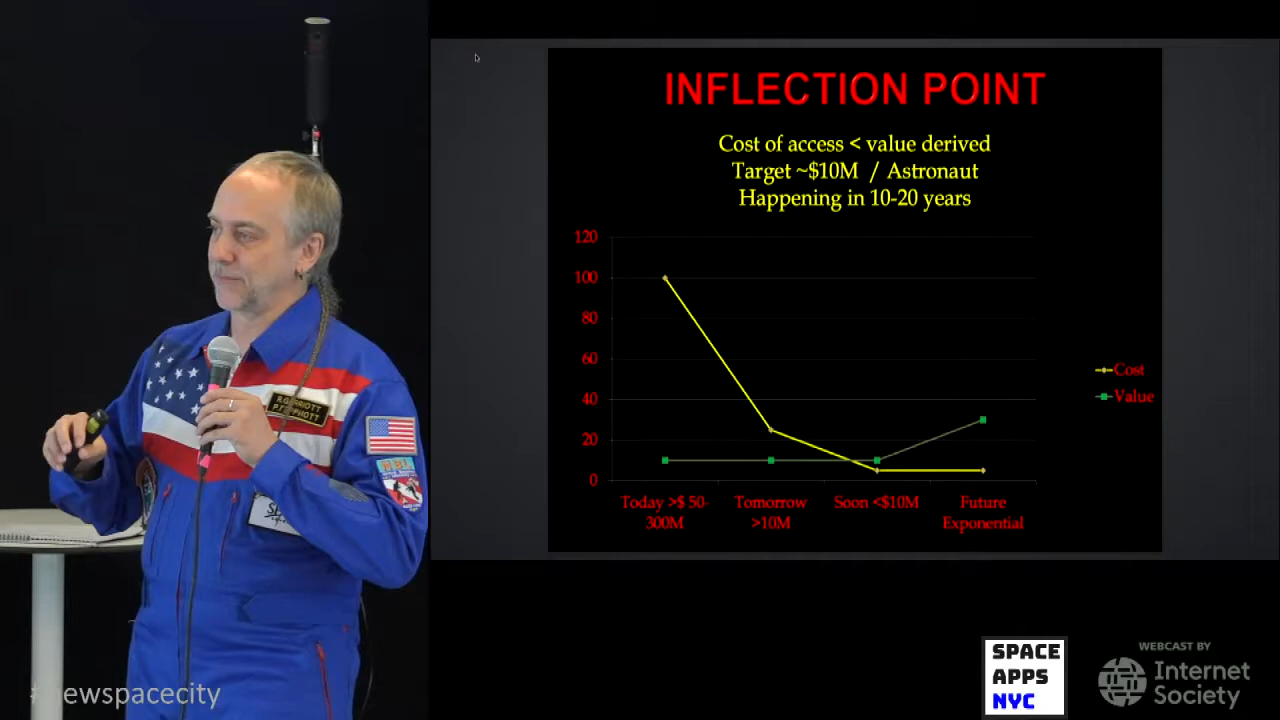 INFLECTION POINT
Cost of access < value derived
Target ~$10M / Astronaut
Happening in 10-20 years
120
100
80
60
40
20
0
Cost
Value
Today >$ 50-
300M
Tomorrow
>10M
Soon <$10M
Future
Exponential
SPACE
APPS
NYC
WEBCAST BY
Internet
Society